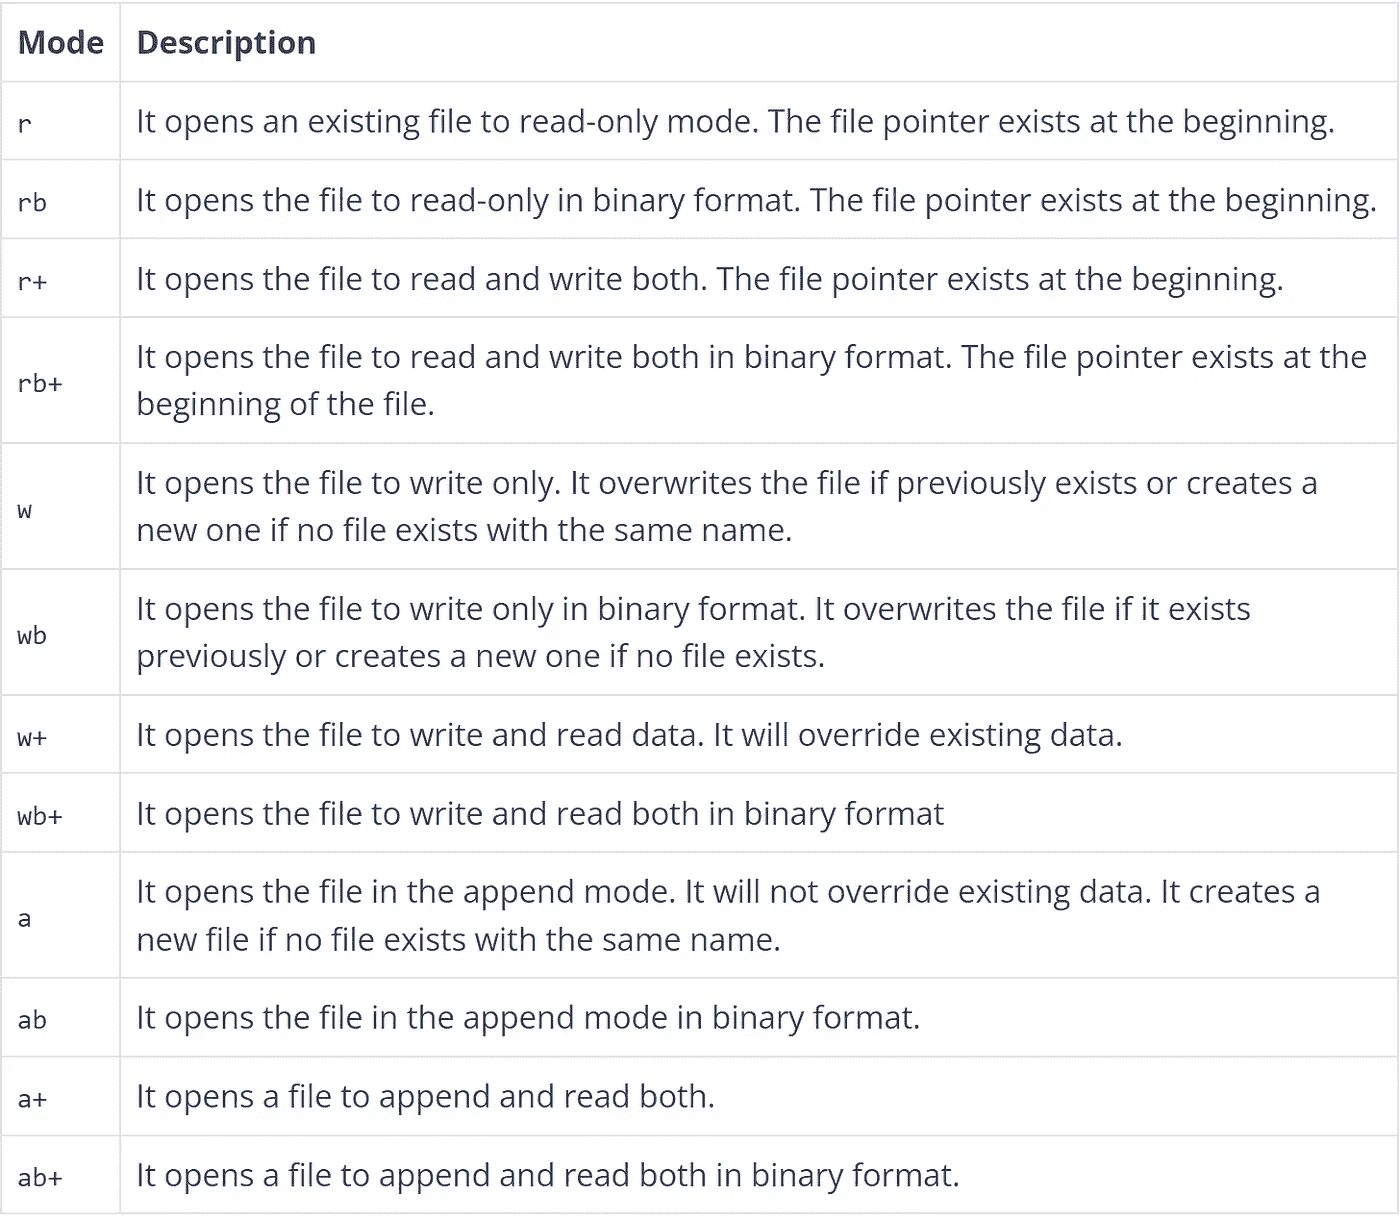 Mode Description
r It opens an existing file to read-only mode. The file pointer exists at the beginning.
rb It opens the file to read-only in binary format. The file pointer exists at the beginning.
r+ It opens the file to read and write both. The file pointer exists at the beginning.
rb+ It opens the file to read and write both in binary format. The file pointer exists at the
beginning of the file.
w It opens the file to write only. It overwrites the file if previously exists or creates a
new one if no file exists with the same name.
wb It opens the file to write only in binary format. It overwrites the file if it exists
previously or creates a new one if no file exists.
w+ It opens the file to write and read data. It will override existing data.
wb+ It opens the file to write and read both in binary format
a It opens the file in the append mode. It will not override existing data. It creates a
new file if no file exists with the same name.
ab It opens the file in the append mode in binary format.
a+ It opens a file to append and read both.
ab+ It opens a file to append and read both in binary format.